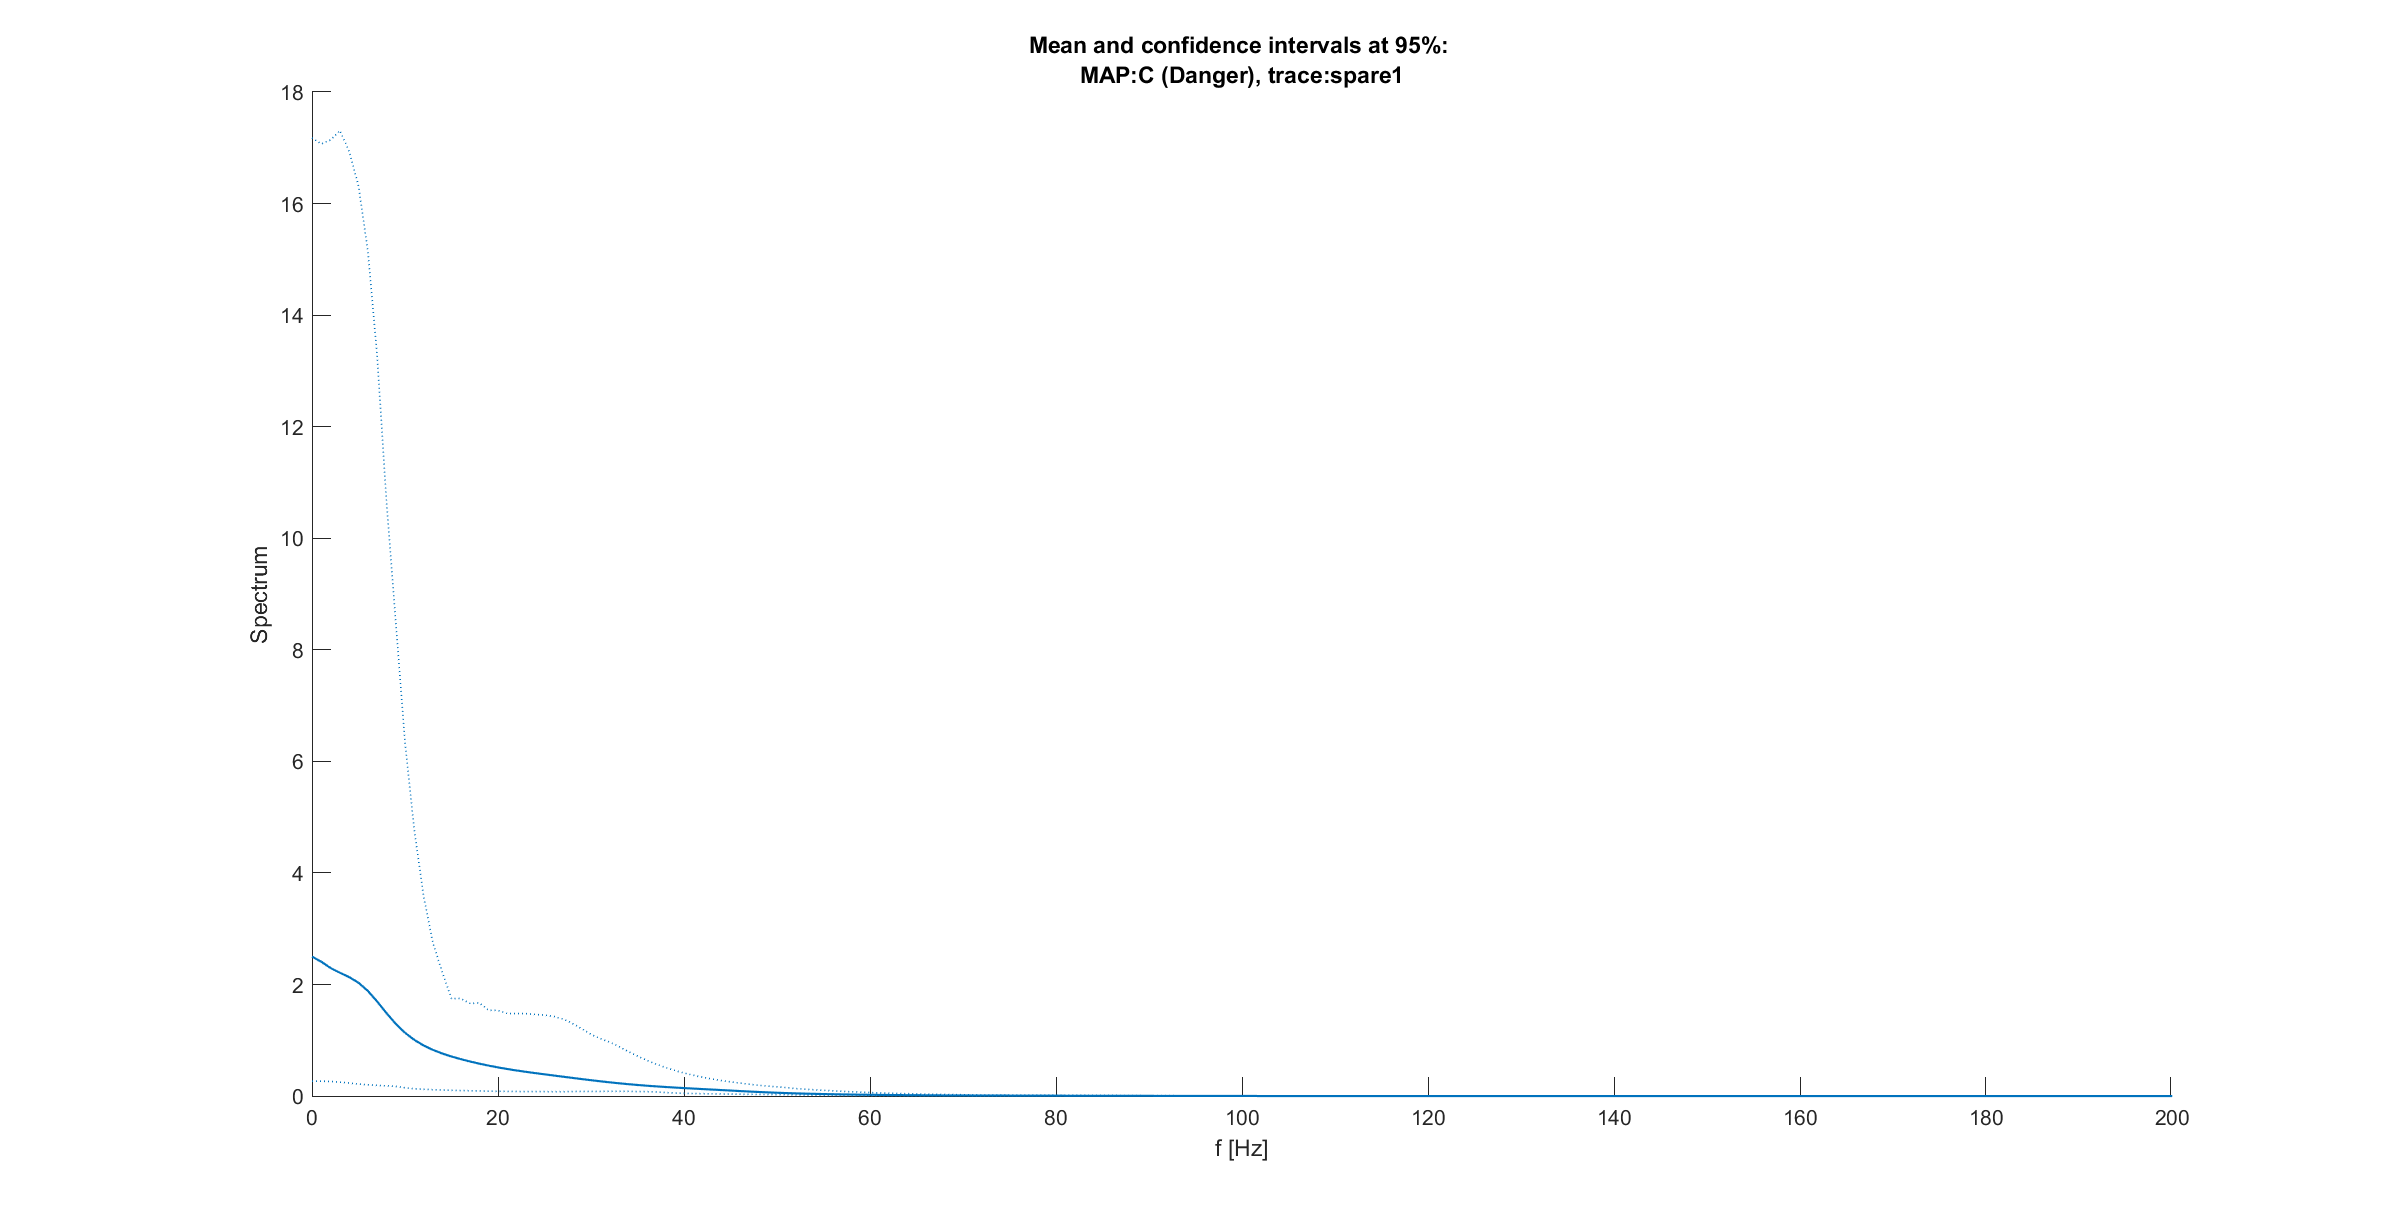 Mean and confidence intervals at 95%:
MAP:C (Danger), trace:spare1
18
16
14
12
10
8
6
4
2
0
Spectrum
0 20 40 60 80 100 120 140 160 180 200
f [Hz]